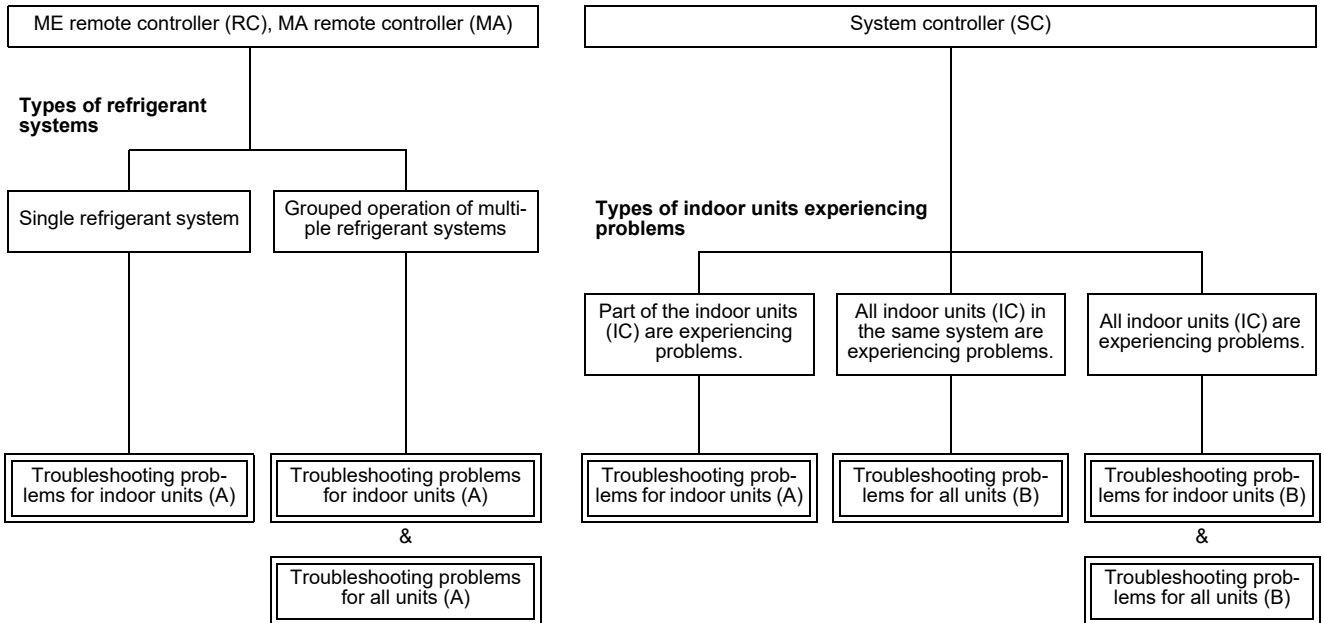 ME remote controller (RC), MA remote controller (MA)
System controller (SC)
Types of refrigerant
systems
Single refrigerant system
Grouped operation of multi-
ple refrigerant systems
Types of indoor units experiencing
problems
Part of the indoor units
(IC) are experiencing
problems.
All indoor units (IC) in
the same system are
experiencing problems.
All indoor units (IC) are
experiencing problems.
Troubleshooting prob-
lems for indoor units (A)
Troubleshooting problems
for indoor units (A)
&
Troubleshooting problems
for all units (A)
Troubleshooting prob-
lems for indoor units (A)
Troubleshooting prob-
lems for all units (B)
Troubleshooting prob-
lems for indoor units (B)
&
Troubleshooting prob-
lems for all units (B)